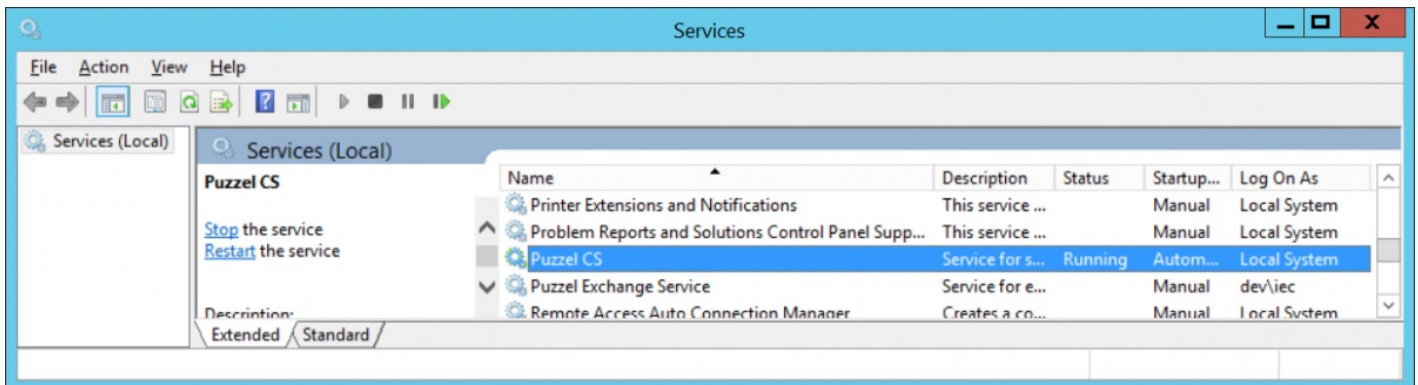 Services
File Action View Help
Services (Local)
Services (Local)
Puzzel CS
Stop the service
Restart the service
Description:
Name Description Status Startup... Log On As
Printer Extensions and Notifications This service ... Manual Local System
Problem Reports and Solutions Control Panel Supp... This service ... Manual Local System
Puzzel CS Service for s... Running Autom... Local System
Puzzel Exchange Service Service for e... Manual dev\iec
Remote Access Auto Connection Manager Creates a co... Manual Local System
Extended Standard